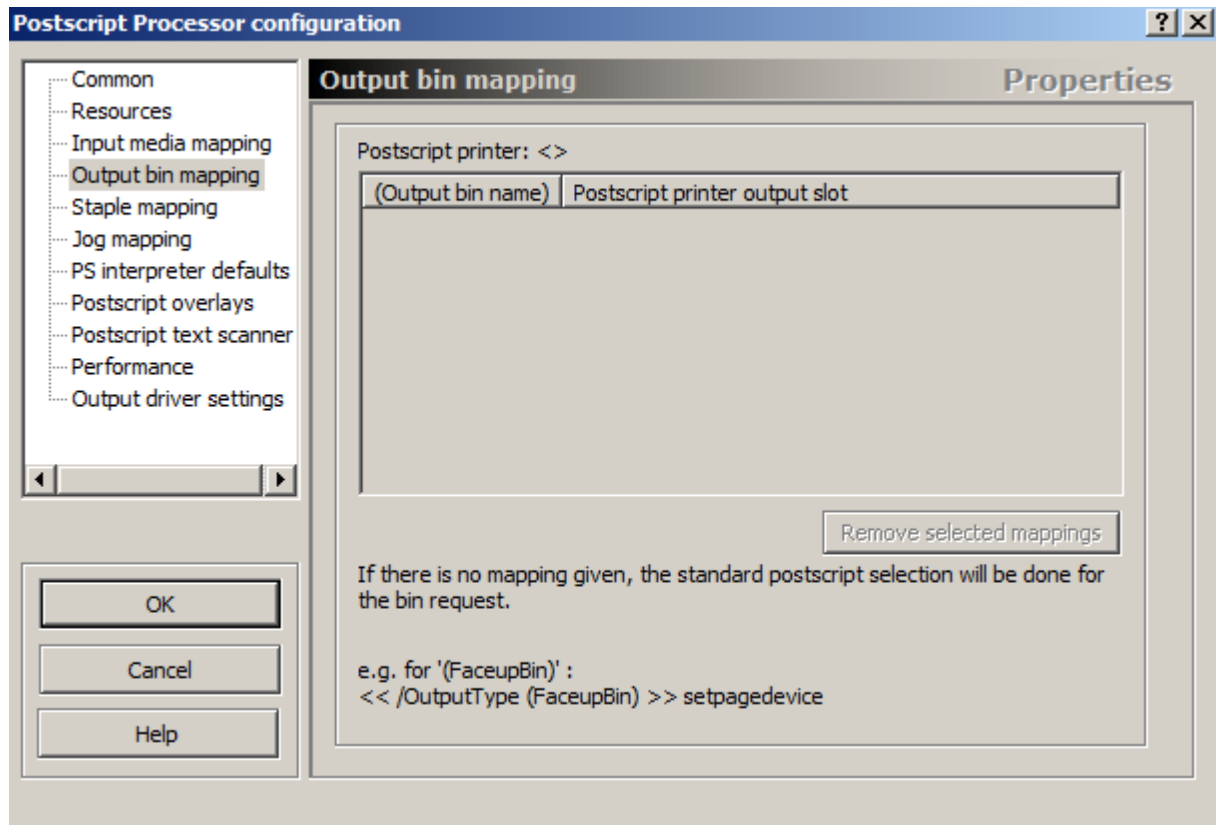 Postscript Processor configuration
Common
Resources
Input media mapping
Output bin mapping
Staple mapping
Jog mapping
PS interpreter defaults
Postscript overlays
Postscript text scanner
Performance
Output driver settings
OK
Cancel
Help
Output bin mapping Properties
Postscript printer: <>
(Output bin name) Postscript printer output slot
Remove selected mappings
If there is no mapping given, the standard postscript selection will be done for
the bin request.
e.g. for '(FaceupBin)' :
<< /OutputType (FaceupBin) >> setpagedevice